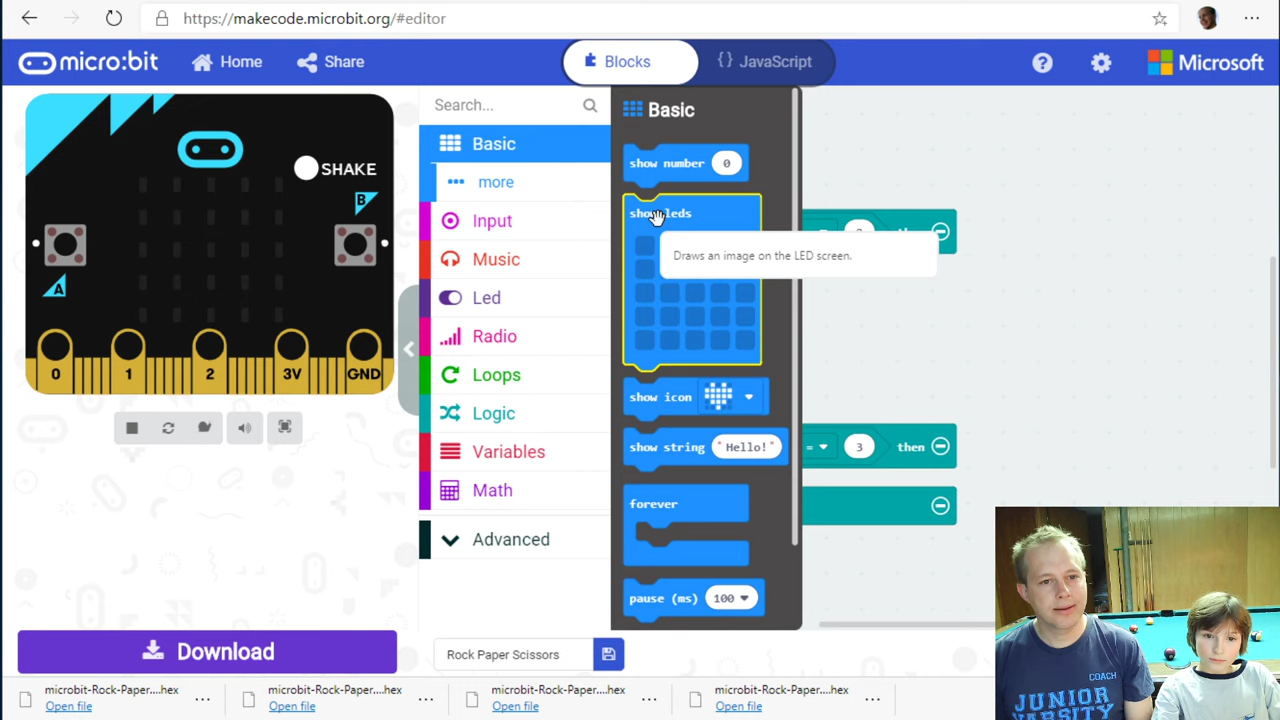 https://makecode.microbit.org/#editor
micro:bit
Home
Share
Blocks
{} JavaScript
Microsoft
SHAKE
B
A
0 1 2 3V GND
Search...
Basic
more
Input
Music
Led
Radio
Loops
Logic
Variables
Math
Advanced
Basic
show number 0
show leds
Draws an image on the LED screen.
show icon
show string "Hello!"
forever
pause (ms) 100
then
= 3 then
Download
Rock Paper Scissors
microbit-Rock-Paper....hex
Open file
microbit-Rock-Paper....hex
Open file
microbit-Rock-Paper....hex
Open file
microbit-Rock-Paper....hex
Open file
COACH
JUNIOR
VARSITY